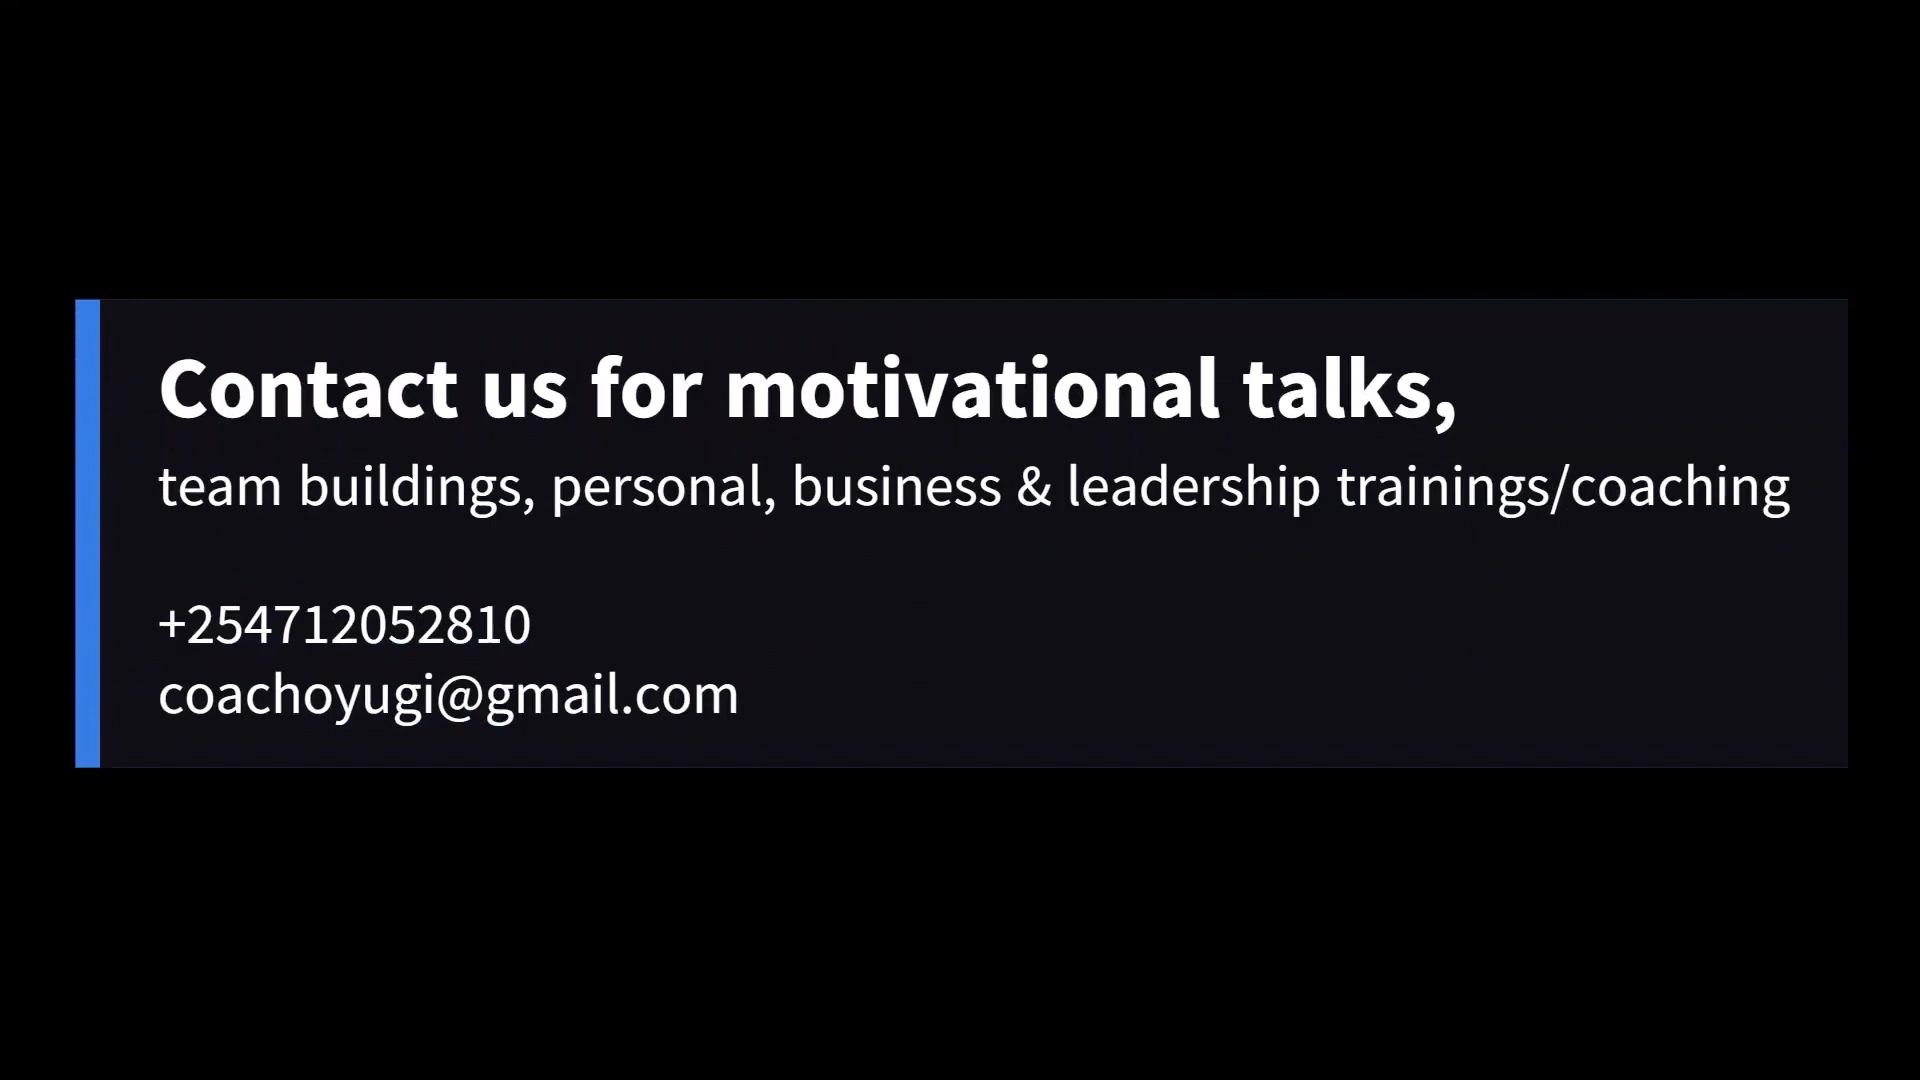 Contact us for motivational talks,
team buildings, personal, business & leadership trainings/coaching
+254712052810
coachoyugi@gmail.com